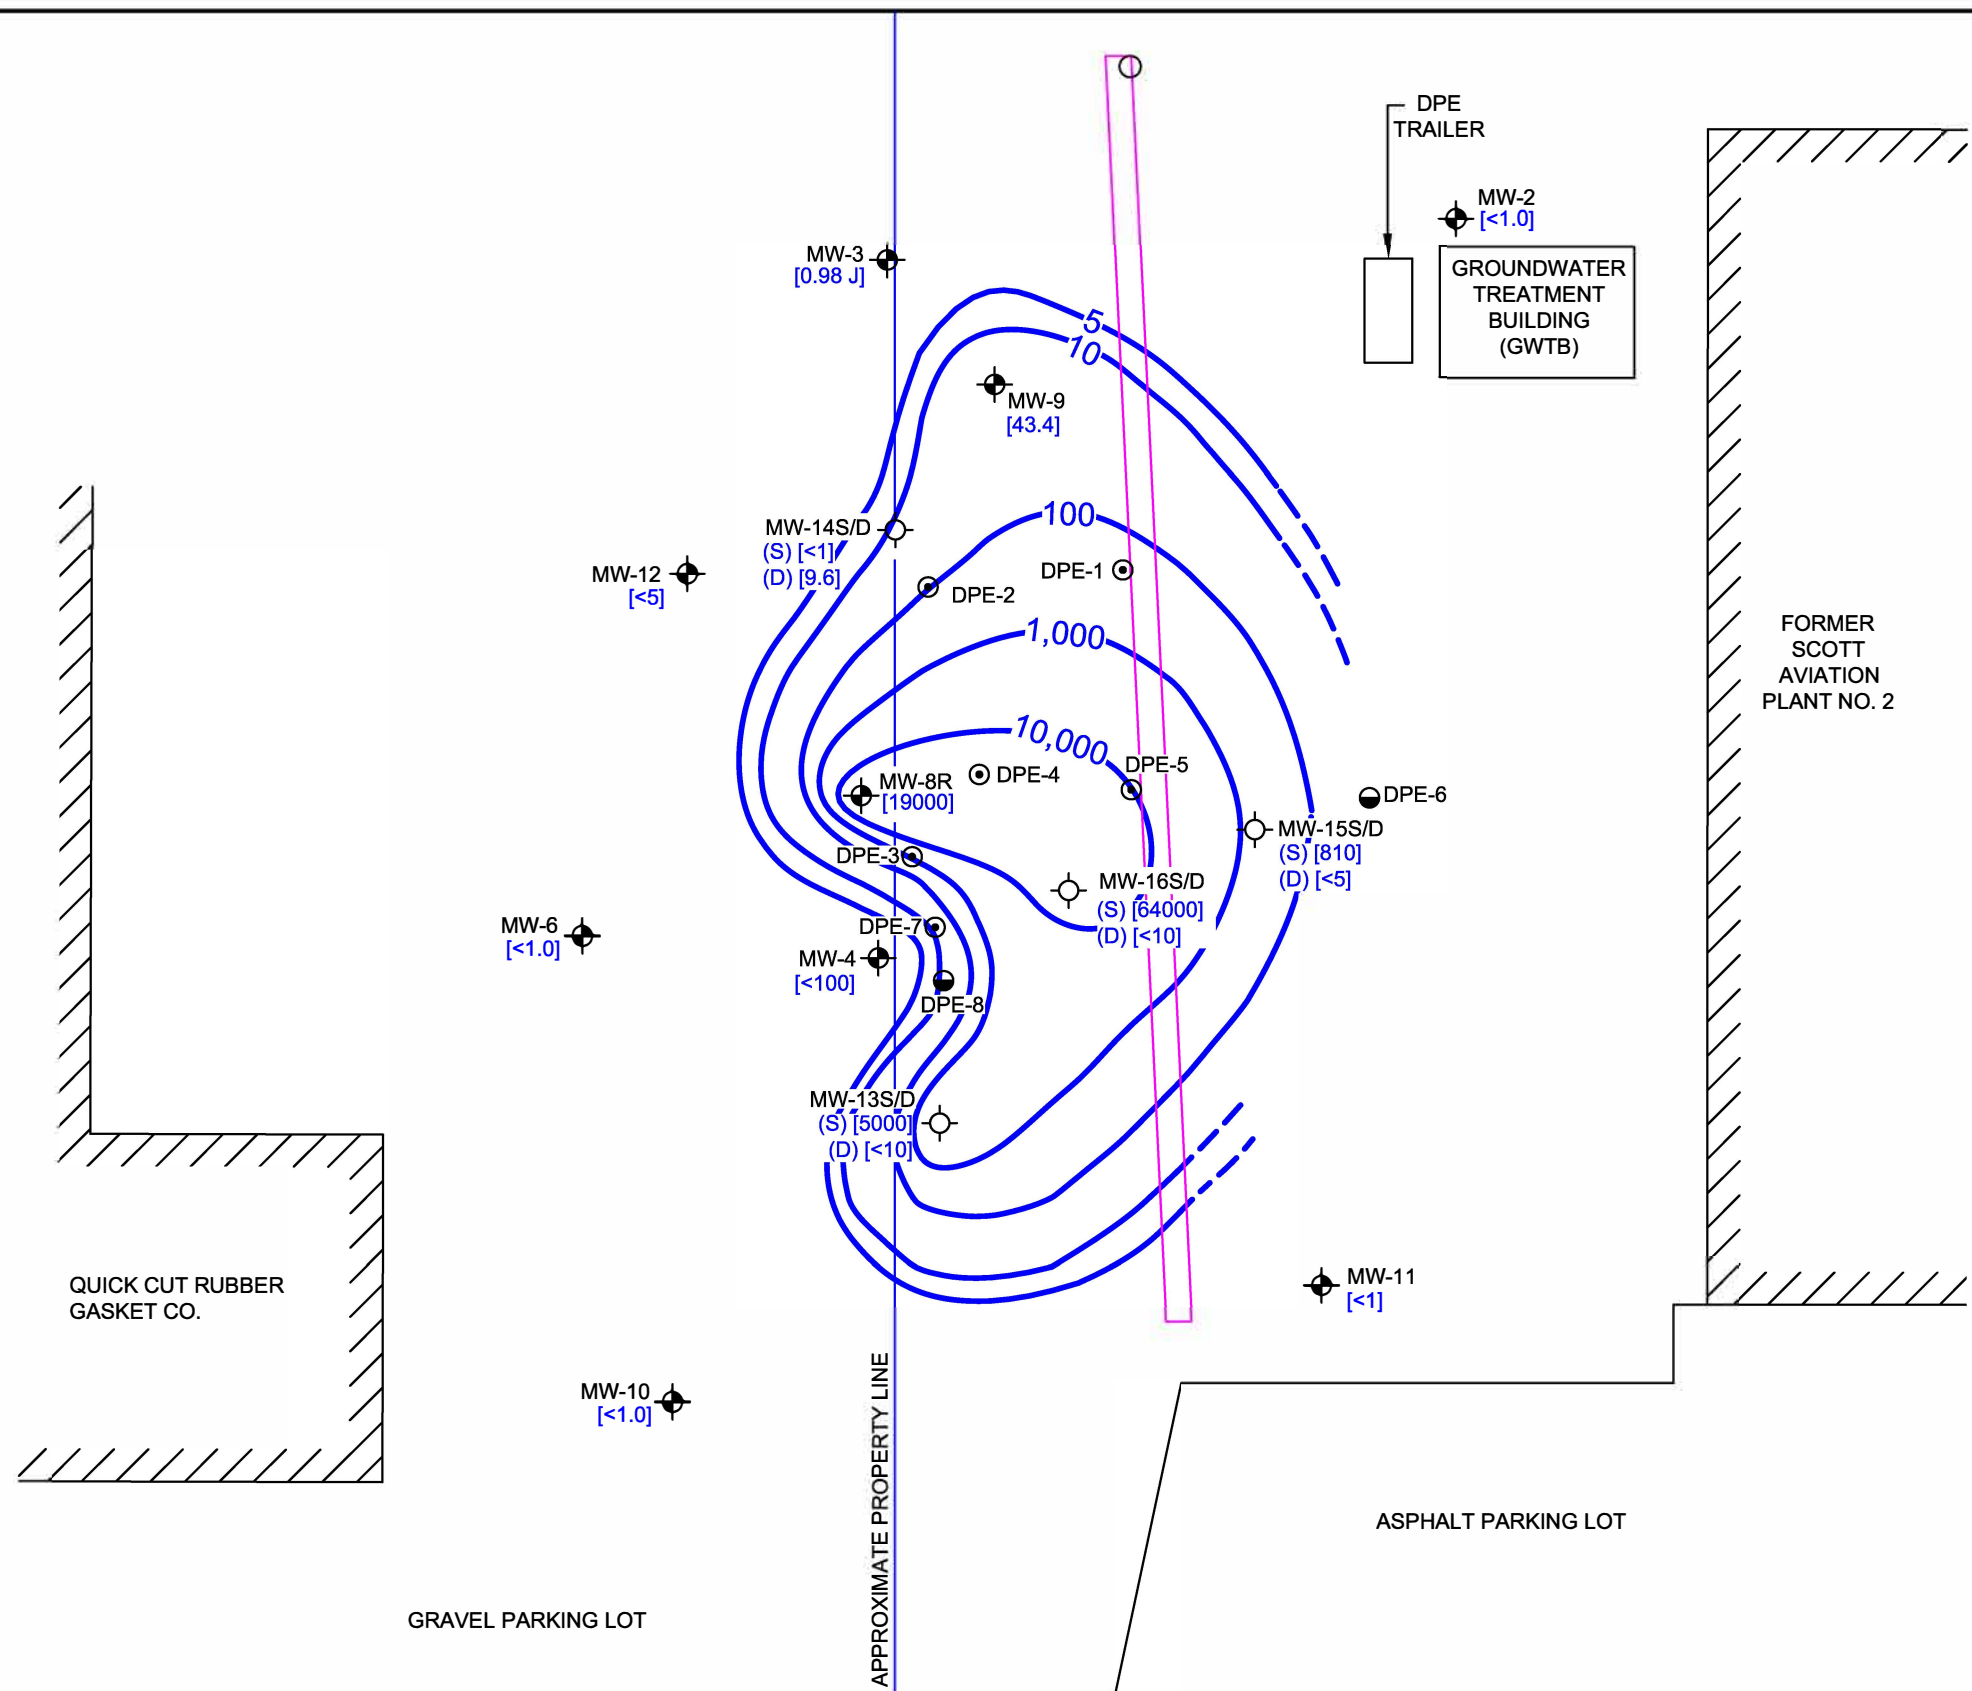 DPE
TRAILER
MW-2
[<1.0]
MW-3
[0.98 J]
GROUNDWATER
TREATMENT
BUILDING
(GWTB)
5
10
MW-9
[43.4]
100
MW-14S/D
(S) [<1]
(D) [9.6]
MW-12
[<5]
DPE-1
DPE-2
1,000
FORMER
SCOTT
AVIATION
PLANT NO. 2
10,000
DPE-5
DPE-4
MW-8R
[19000]
DPE-6
MW-15S/D
(S) [810]
(D) [<5]
DPE-3
MW-16S/D
(S) [64000]
(D) [<10]
MW-6
[<1.0]
DPE-7
MW-4
[<100]
DPE-8
MW-13S/D
(S) [5000]
(D) [<10]
QUICK CUT RUBBER
GASKET CO.
MW-11
[<1]
MW-10
[<1.0]
APPROXIMATE PROPERTY LINE
ASPHALT PARKING LOT
GRAVEL PARKING LOT